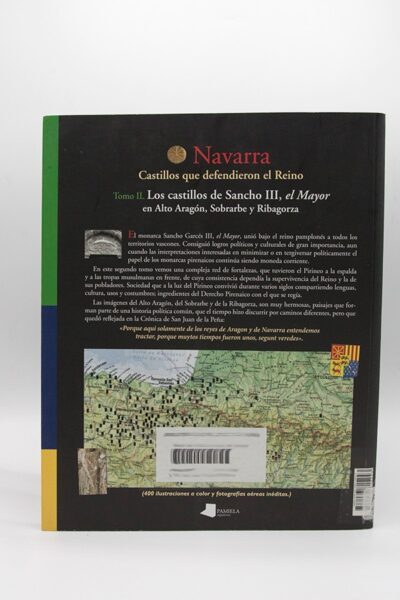 Navarra
Castillos que defendieron el Reino
Tomo II. Los castillos de Sancho III, el Mayor
en Alto Aragón, Sobrarbe y Ribagorza
El monarca Sancho Garcés III, el Mayor, unió bajo el reino pamplonés a todos los
territorios vascones. Consiguió logros políticos y culturales de gran importancia, aun
cuando las interpretaciones interesadas en minimizar o en tergiversar políticamente el
papel de los monarcas pirenaicos continúa siendo moneda corriente.
En este segundo tomo vemos una compleja red de fortalezas, que tuvieron el Pirineo a la espalda
y a las tropas musulmanas en frente, de cuya consistencia dependía la supervivencia del Reino y la de
sus pobladores. Sociedad que a la luz del Pirineo convivió durante varios siglos compartiendo lenguas,
cultura, usos y costumbres; ingredientes del Derecho Pirenaico con el que se regía.
Las imágenes del Alto Aragón, del Sobrarbe y de la Ribagorza, son muy hermosas, paisajes que for-
man parte de una historia política común, que el tiempo hizo discurrir por caminos diferentes, pero que
quedó reflejada en la Crónica de San Juan de la Peña:
«Porque aquí solamente de los reyes de Aragon y de Navarra entendemos
tractar, porque muytos tiempos fueron unos, segunt veredes».
(400 ilustraciones a color y fotografías aéreas inéditas.)
PAMIELA